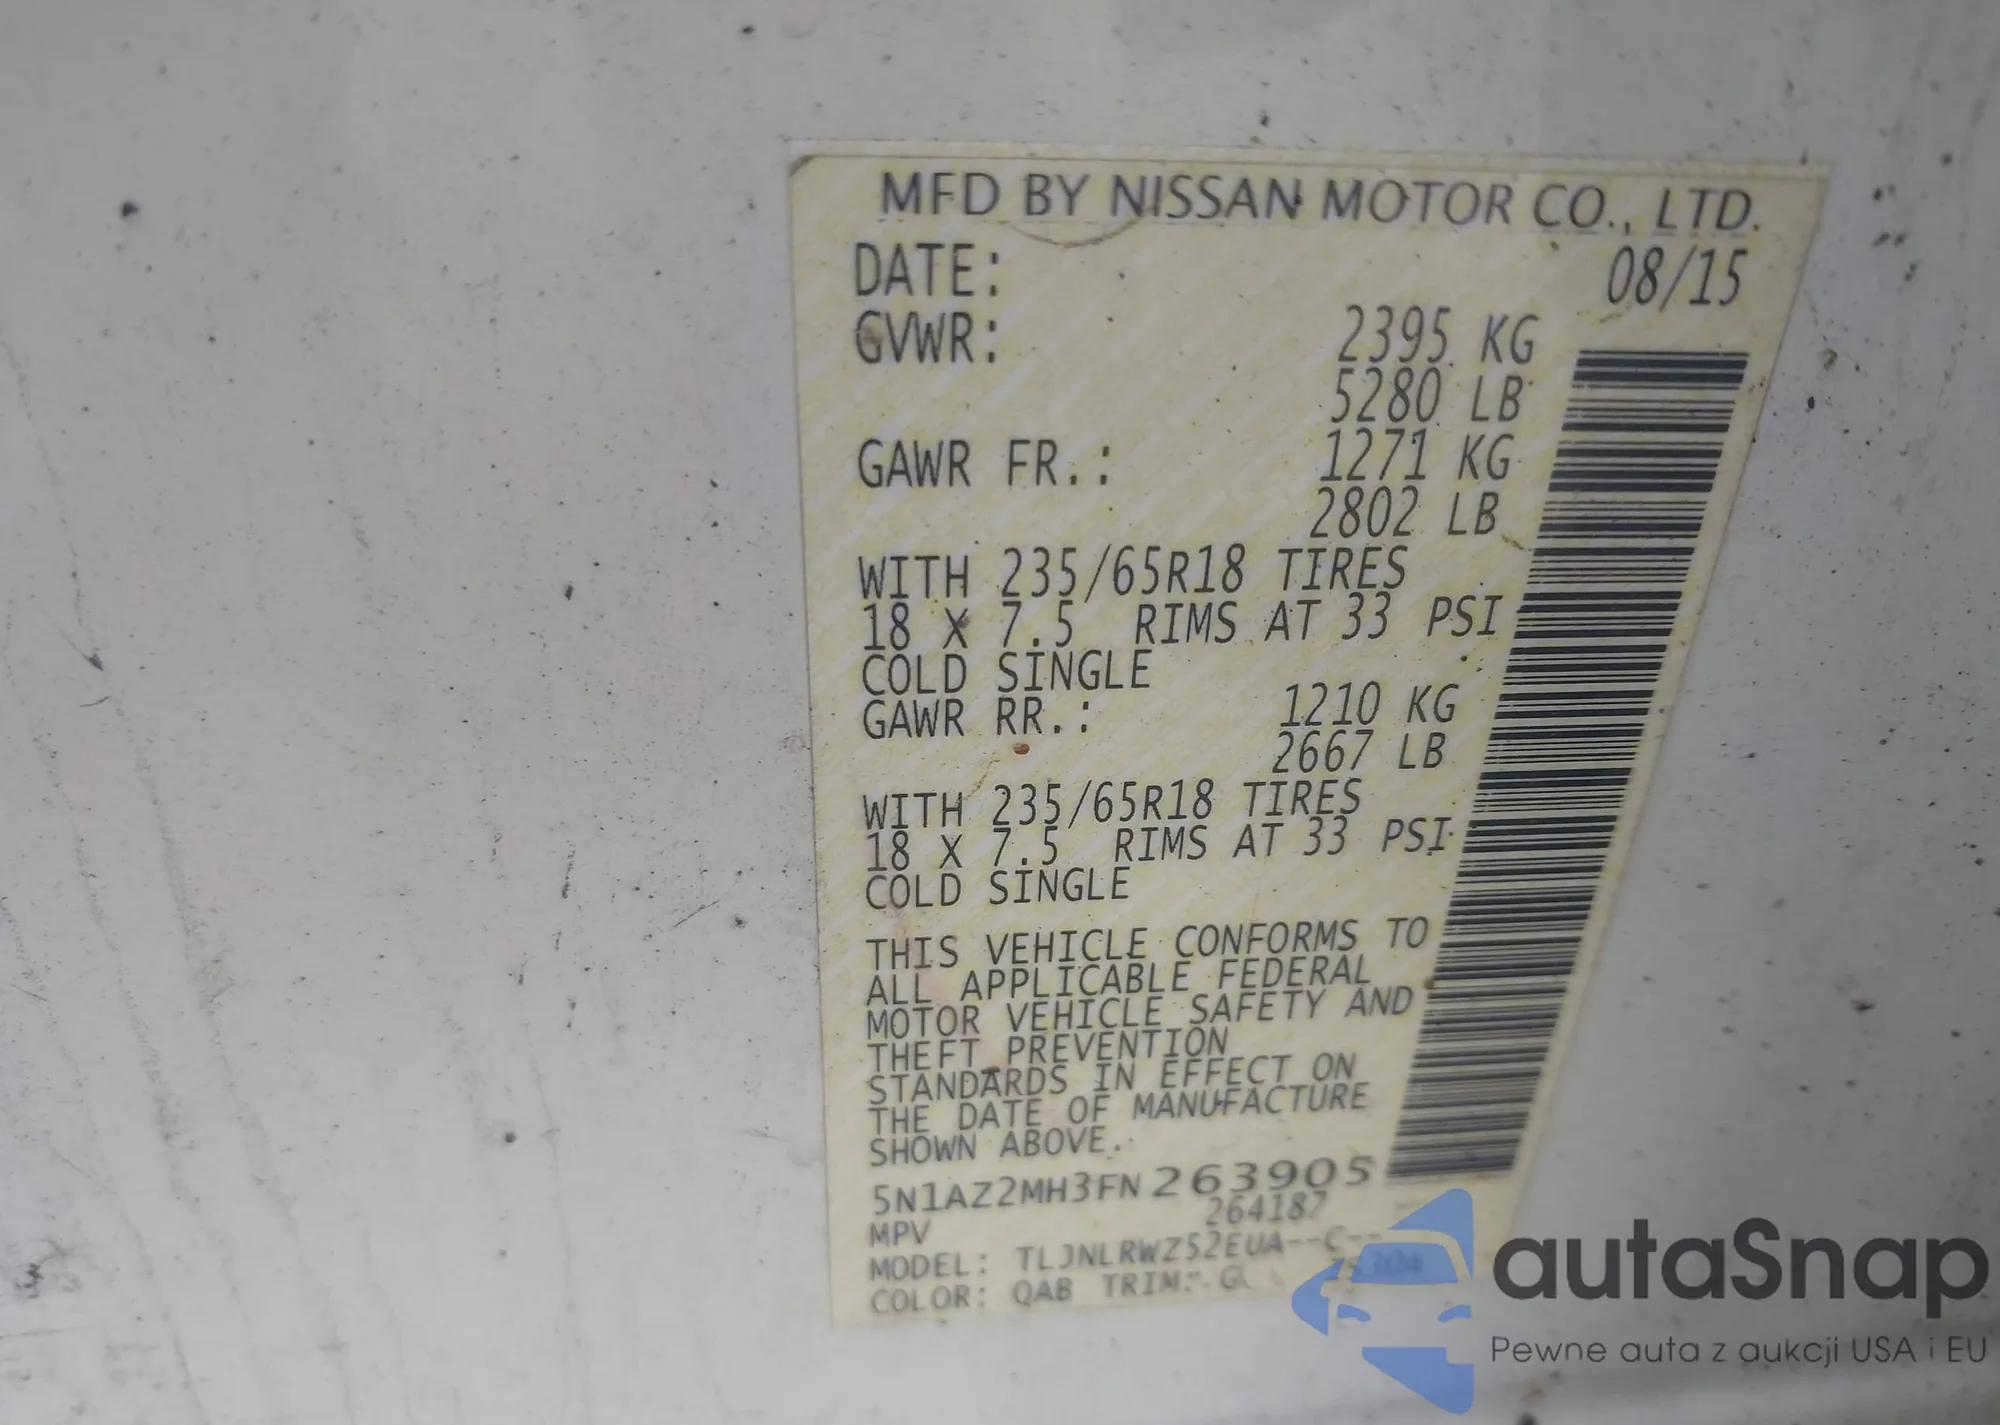 MFD BY NISSAN MOTOR CO., LTD.
DATE: 08/15
GVWR: 2395 KG
5280 LB
GAWR FR.: 1271 KG
2802 LB
WITH 235/65R18 TIRES
18 X 7.5 RIMS AT 33 PSI
COLD SINGLE
GAWR RR.: 1210 KG
2667 LB
WITH 235/65R18 TIRES
18 X 7.5 RIMS AT 33 PSI
COLD SINGLE
THIS VEHICLE CONFORMS TO
ALL APPLICABLE FEDERAL
MOTOR VEHICLE SAFETY AND
THEFT PREVENTION
STANDARDS IN EFFECT ON
THE DATE OF MANUFACTURE
SHOWN ABOVE.
5N1AZ2MH3FN263905
264187
MPV
MODEL: TLJNLRWZ52EUA--C--
COLOR: QAB TRIM:
autaSnap
Pewne auta z aukcji USA i EU